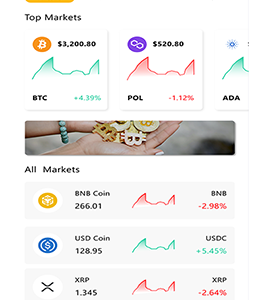 Top Markets
$3,200.80
$520.80
BTC +4.39%
POL -1.12%
ADA
All Markets
BNB Coin BNB
266.01 -2.98%
USD Coin USDC
128.95 +5.45%
XRP XRP
1.345 -2.64%